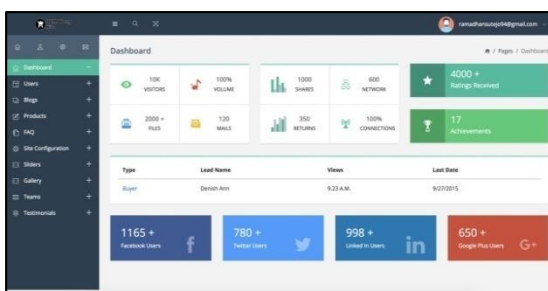 ramadhansutejo94@gmail.com
Dashboard
Users
Blogs
Products
FAQ
Site Configuration
Sliders
Gallery
Teams
Testimonials
Dashboard
/ Pages / Dashboard
10K
VISITORS
100%
VOLUME
2000 +
FILES
120
MAILS
1000
SHARES
600
NETWORK
350
RETURNS
100%
CONNECTIONS
4000 +
Ratings Received
17
Achievements
Type Lead Name Views Last Date
Buyer Denish Ann 9.23 A.M. 9/27/2015
1165 +
Facebook Users
780 +
Twitter Users
998 +
Linked In Users
650 +
Google Plus Users